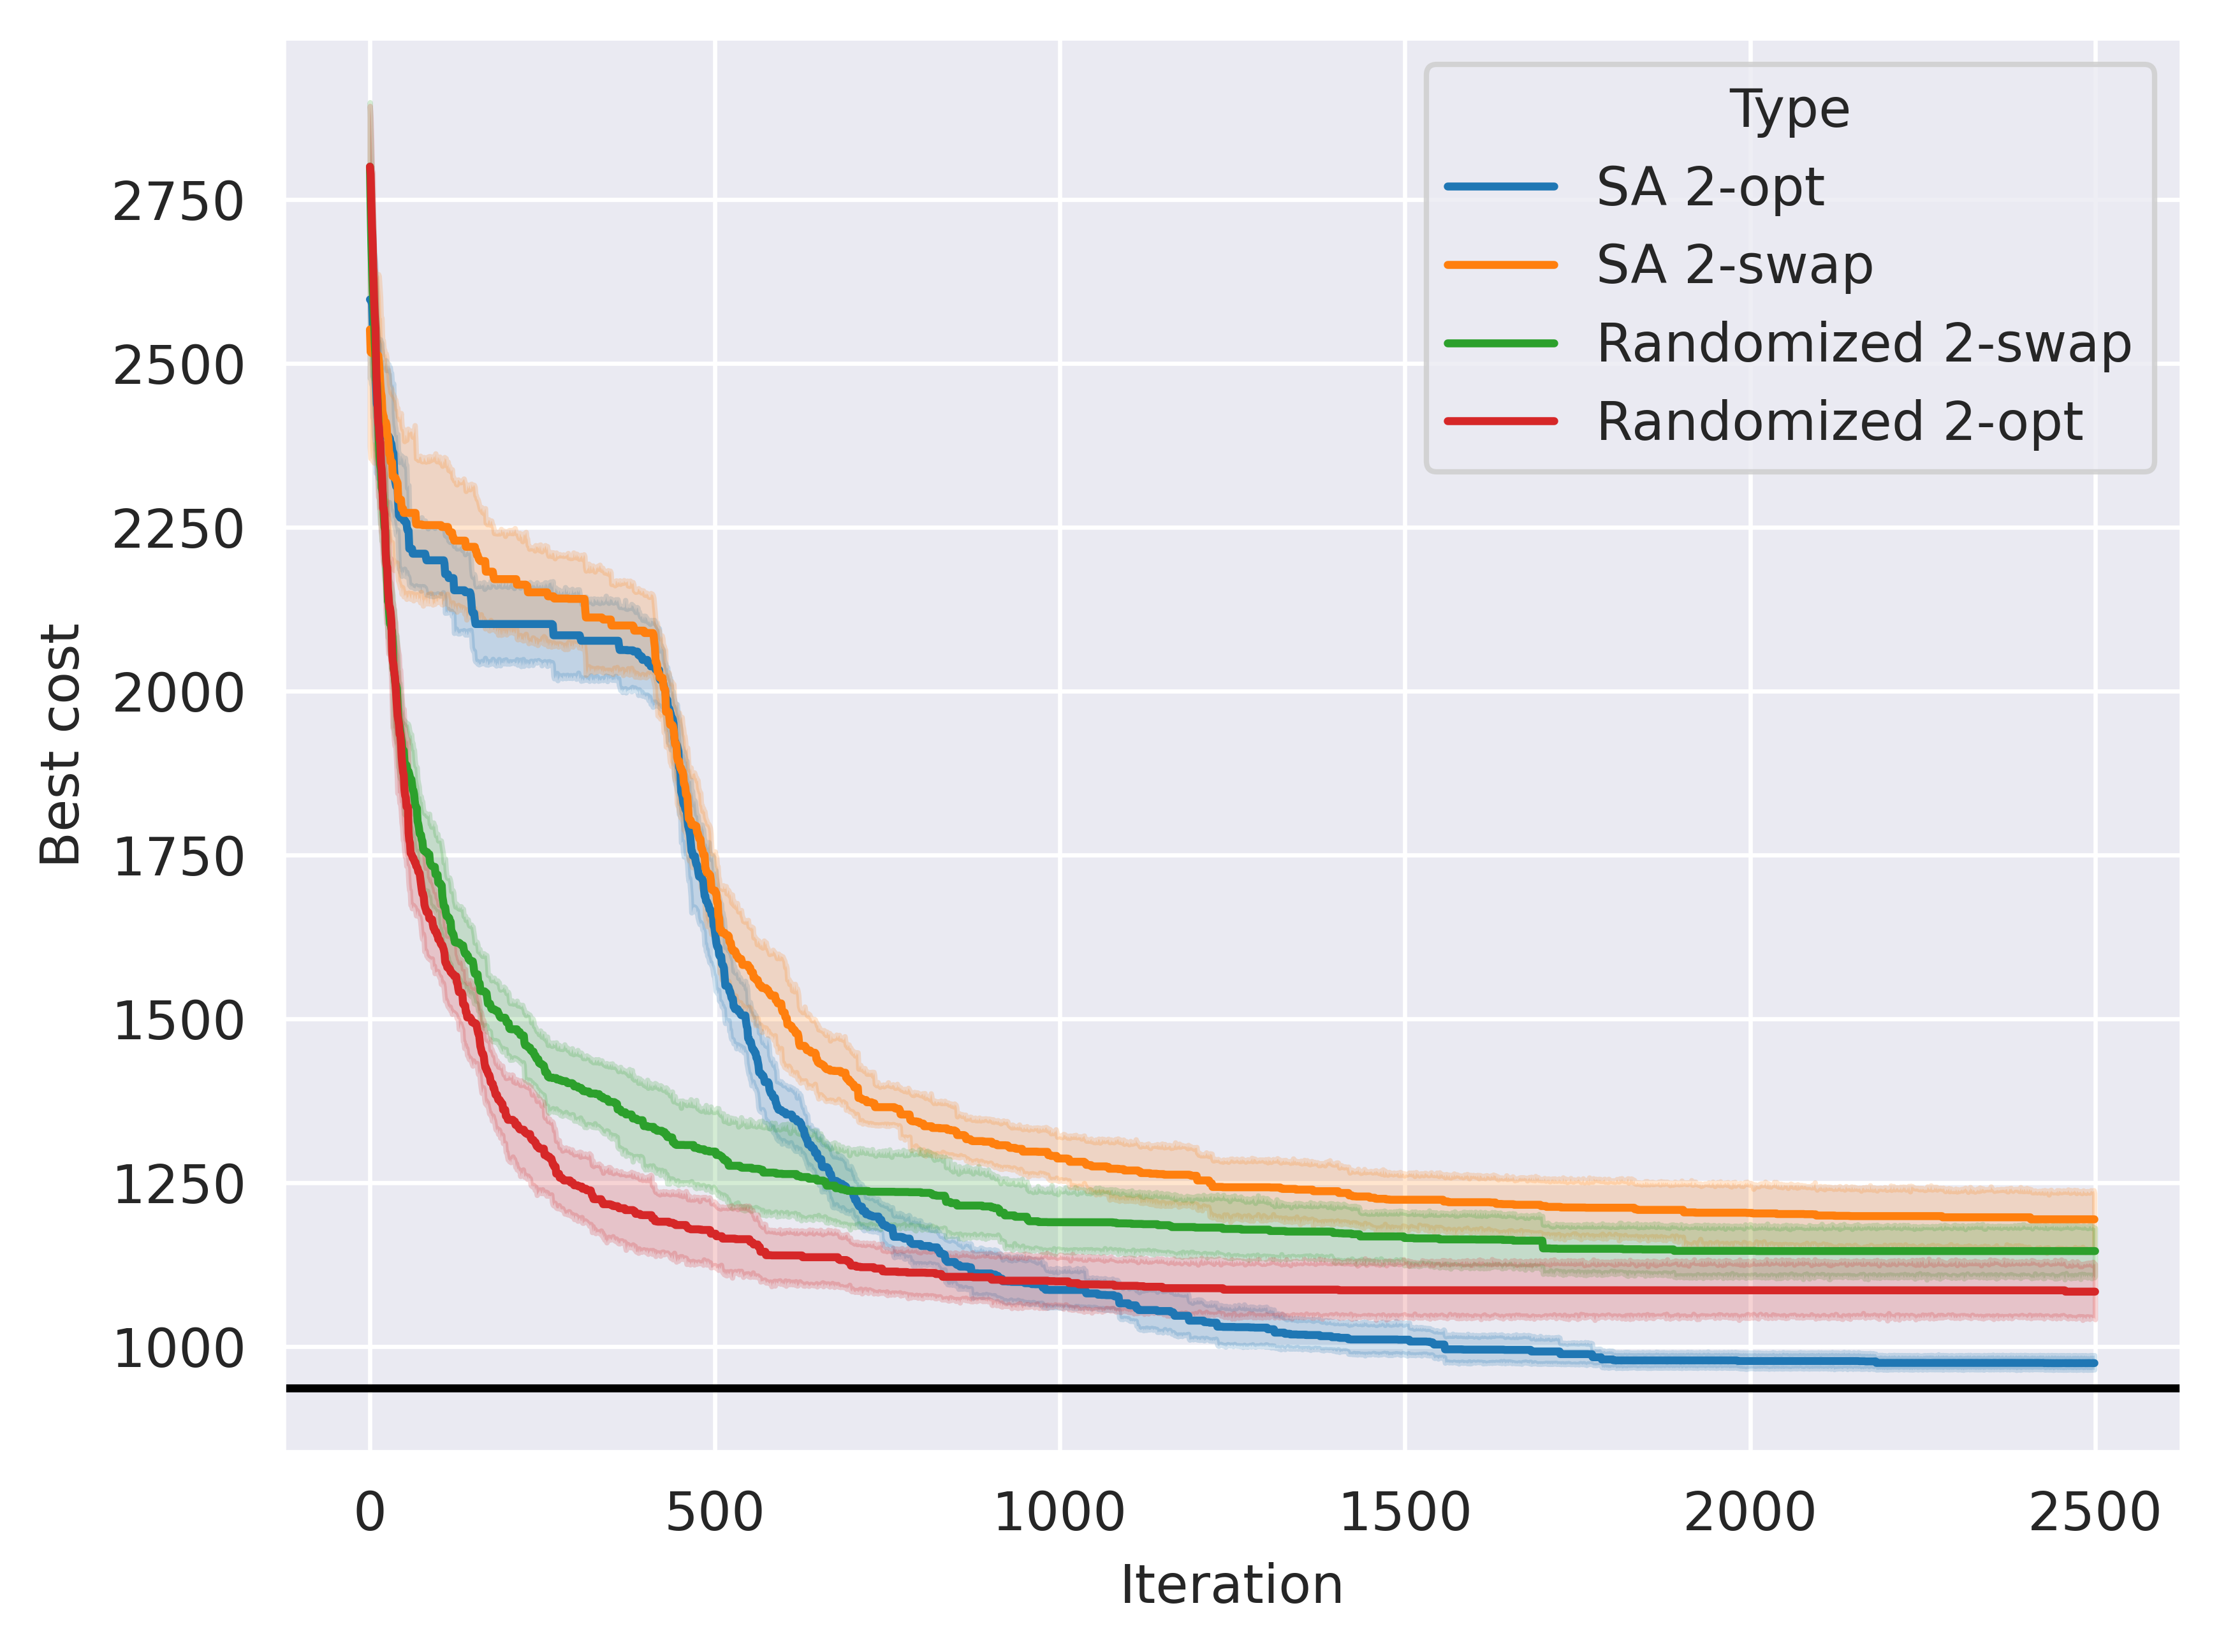 Type
SA 2-opt
SA 2-swap
Randomized 2-swap
Randomized 2-opt
Best cost
2750
2500
2250
2000
1750
1500
1250
1000
0 500 1000 1500 2000 2500
Iteration